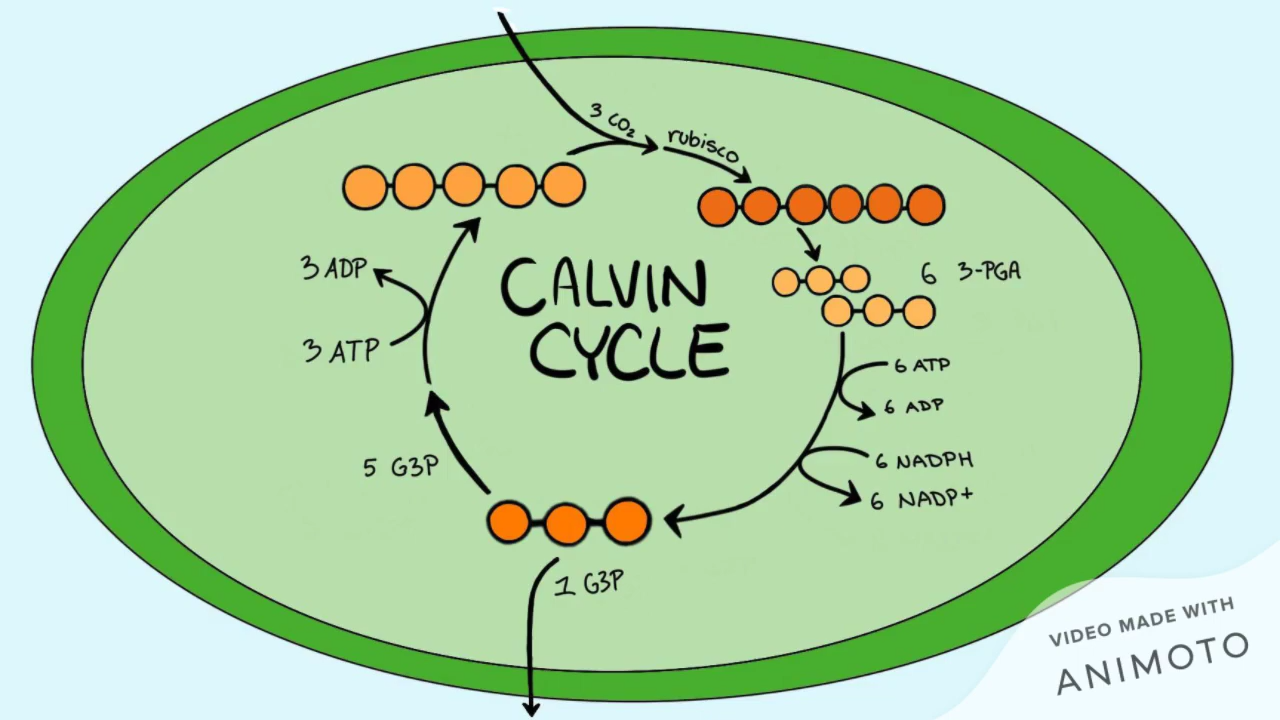 3 CO₂
rubisco
CALVIN
CYCLE
6 3-PGA
6 ATP
6 ADP
6 NADPH
6 NADP+
1 G3P
5 G3P
3 ATP
3 ADP
VIDEO MADE WITH
ANIMOTO